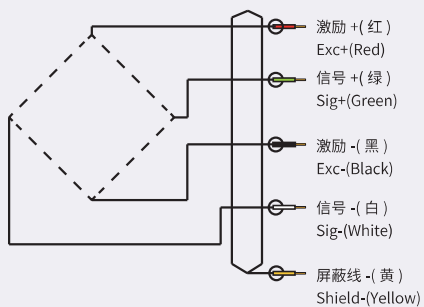 激励 +( 红 )
Exc+(Red)
信号 +( 绿 )
Sig+(Green)
激励 -( 黑 )
Exc-(Black)
信号 -( 白 )
Sig-(White)
屏蔽线 -( 黄 )
Shield-(Yellow)